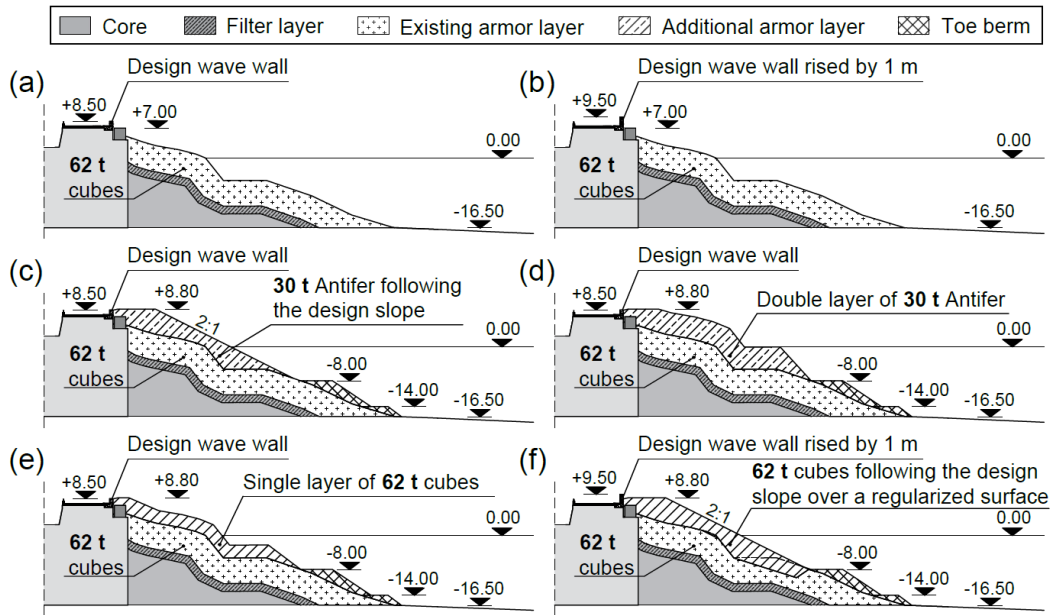 Core Filter layer Existing armor layer Additional armor layer Toe berm
(a)
Design wave wall
+8.50
+7.00
0.00
62 t
cubes
-16.50
(b)
Design wave wall rised by 1 m
+9.50
+7.00
0.00
62 t
cubes
-16.50
(c)
Design wave wall
+8.50
+8.80
30 t Antifer following
the design slope
2:1
0.00
62 t
cubes
-8.00
-14.00
-16.50
(d)
Design wave wall
+8.50
+8.80
Double layer of 30 t Antifer
0.00
62 t
cubes
-8.00
-14.00
-16.50
(e)
Design wave wall
+8.50
+8.80
Single layer of 62 t cubes
0.00
62 t
cubes
-8.00
-14.00
-16.50
(f)
Design wave wall rised by 1 m
+9.50
+8.80
62 t cubes following the design
slope over a regularized surface
2:1
0.00
62 t
cubes
-8.00
-14.00
-16.50